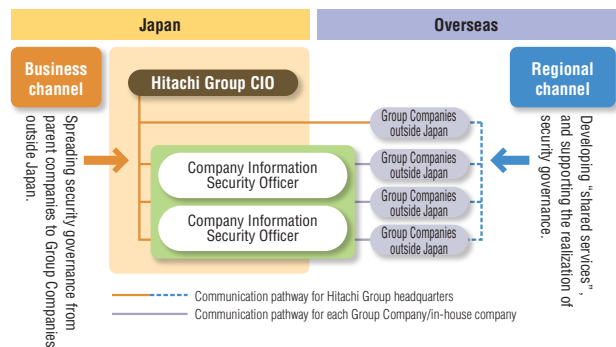 Japan
Overseas
Business
channel
Spreading security governance from
parent companies to Group Companies
outside Japan.
Hitachi Group CIO
Company Information
Security Officer
Company Information
Security Officer
Group Companies
outside Japan
Group Companies
outside Japan
Group Companies
outside Japan
Group Companies
outside Japan
Regional
channel
Developing “shared services”,
and supporting the realization of
security governance.
Communication pathway for Hitachi Group headquarters
Communication pathway for each Group Company/in-house company